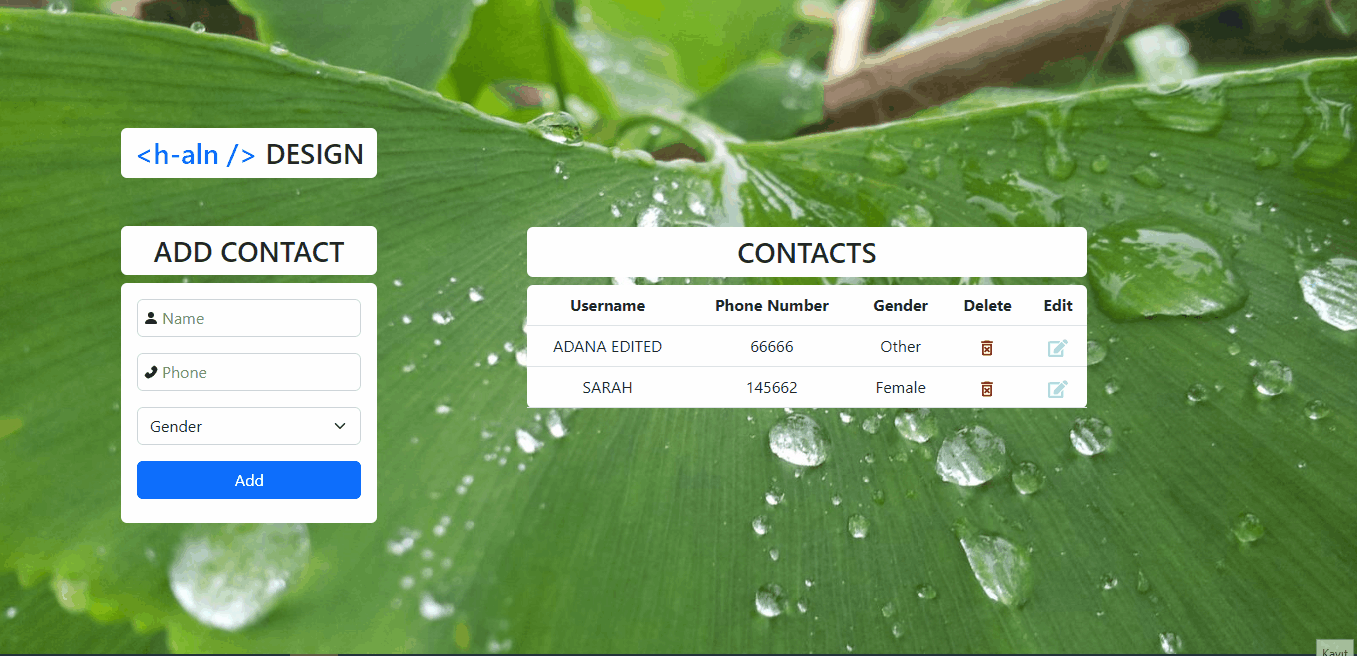 <h-aln /> DESIGN
ADD CONTACT
Name
Phone
Gender
Add
CONTACTS
Username Phone Number Gender Delete Edit
ADANA EDITED 66666 Other
SARAH 145662 Female
Kayıt